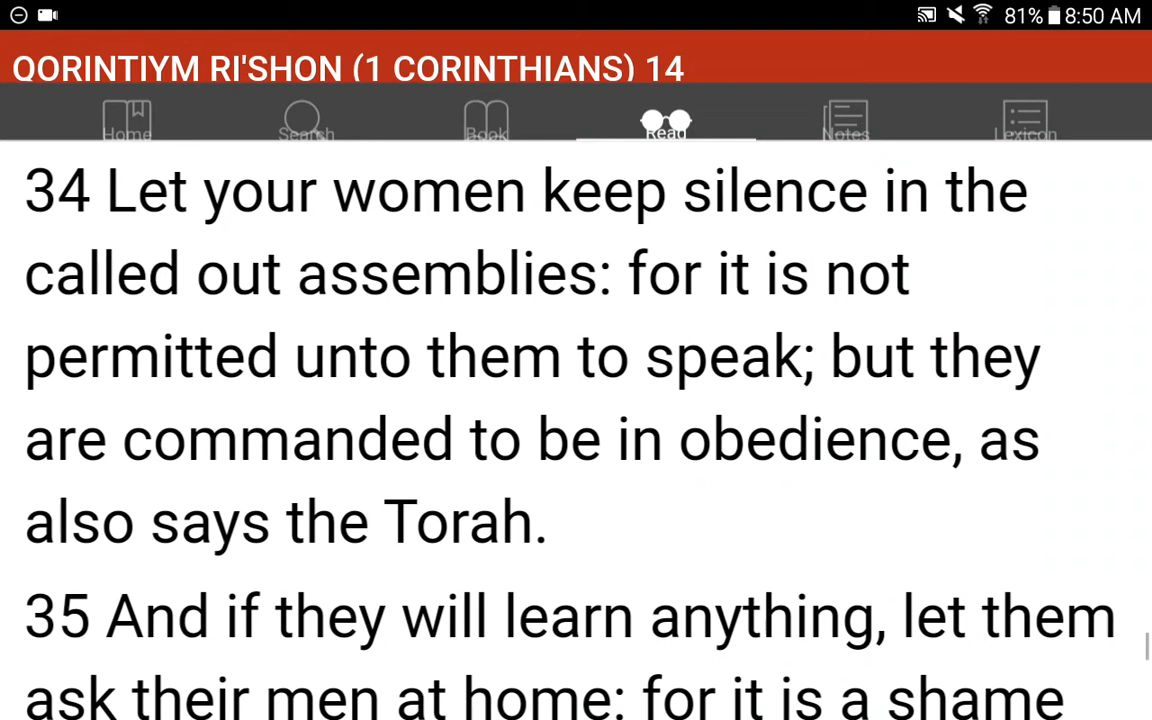 81% 8:50 AM
QORINTIYM RI'SHON (1 CORINTHIANS) 14
Home Search Book Read Notes Lexicon
34 Let your women keep silence in the
called out assemblies: for it is not
permitted unto them to speak; but they
are commanded to be in obedience, as
also says the Torah.
35 And if they will learn anything, let them
ask their men at home: for it is a shame